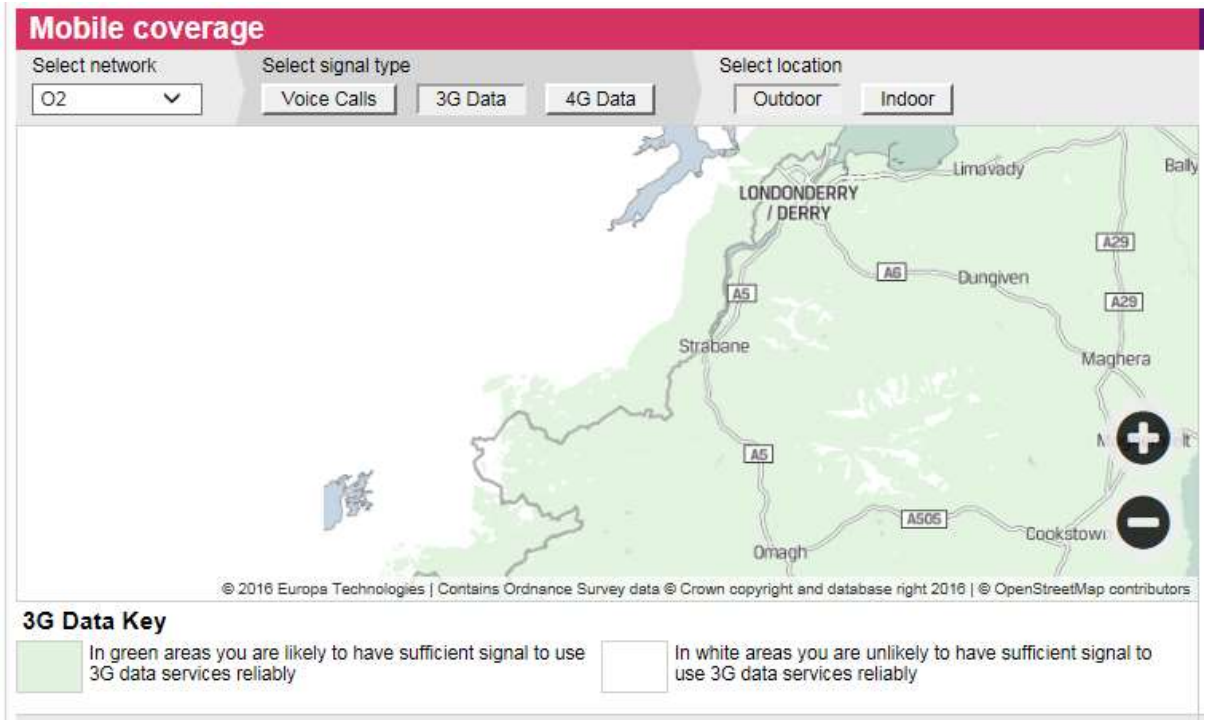 Mobile coverage
Select network
Select signal type
Select location
O2
Voice Calls
3G Data
4G Data
Outdoor
Indoor
Limavady
Bally
LONDONDERRY
/ DERRY
A29
A6
Dungiven
A5
A29
Strabane
Maghera
A5
A505
Cookstow
Omagh
© 2016 Europa Technologies | Contains Ordnance Survey data © Crown copyright and database right 2016 | © OpenStreetMap contributors
3G Data Key
In green areas you are likely to have sufficient signal to use
3G data services reliably
In white areas you are unlikely to have sufficient signal to
use 3G data services reliably